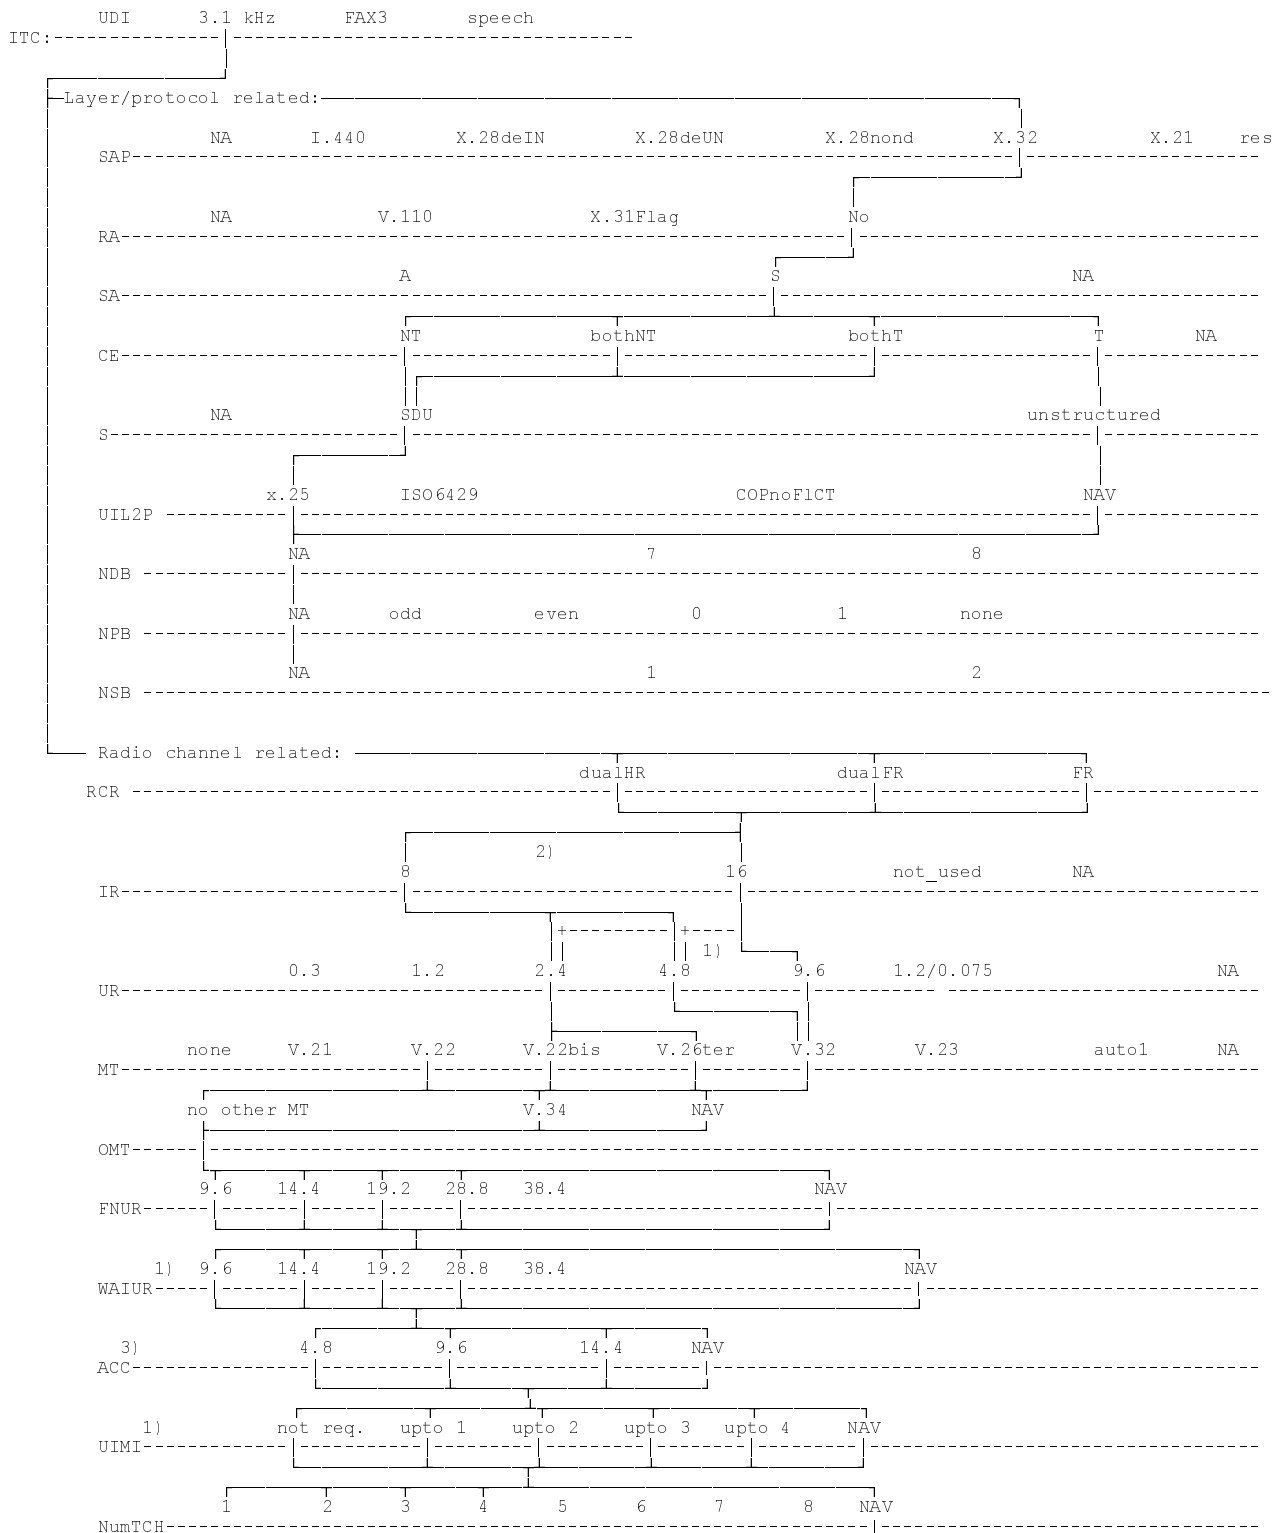 UDI 3.1 kHz FAX3 speech
ITC:
Layer/protocol related:
NA I.440 X.28deIN X.28deUN X.28nond X.32 X.21 res
SAP
NA V.110 X.31Flag No
RA
A S NA
SA
NT bothNT bothT T NA
CE
NA SDU unstructured
S
x.25 ISO6429 COPnoFlCT NAV
UIL2P
NA 7 8
NDB
NA odd even 0 1 none
NPB
NA 1 2
NSB
Radio channel related:
dualHR dualFR FR
RCR
2)
8 16 not_used NA
IR
1)
0.3 1.2 2.4 4.8 9.6 1.2/0.075 NA
UR
none V.21 V.22 V.22bis V.26ter V.32 V.23 auto1 NA
MT
no other MT V.34 NAV
OMT
9.6 14.4 19.2 28.8 38.4 NAV
FNUR
1) 9.6 14.4 19.2 28.8 38.4 NAV
WAIUR
3) 4.8 9.6 14.4 NAV
ACC
1) not req. upto 1 upto 2 upto 3 upto 4 NAV
UIMI
1 2 3 4 5 6 7 8 NAV
NumTCH